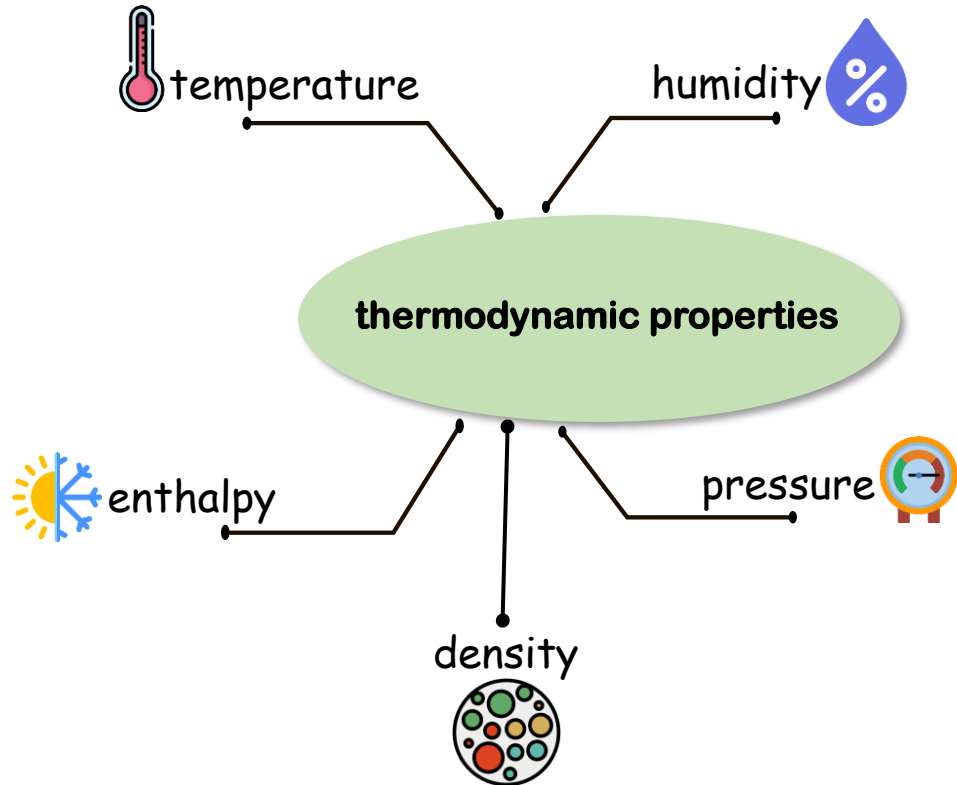 temperature
humidity
%
thermodynamic properties
enthalpy
pressure
density